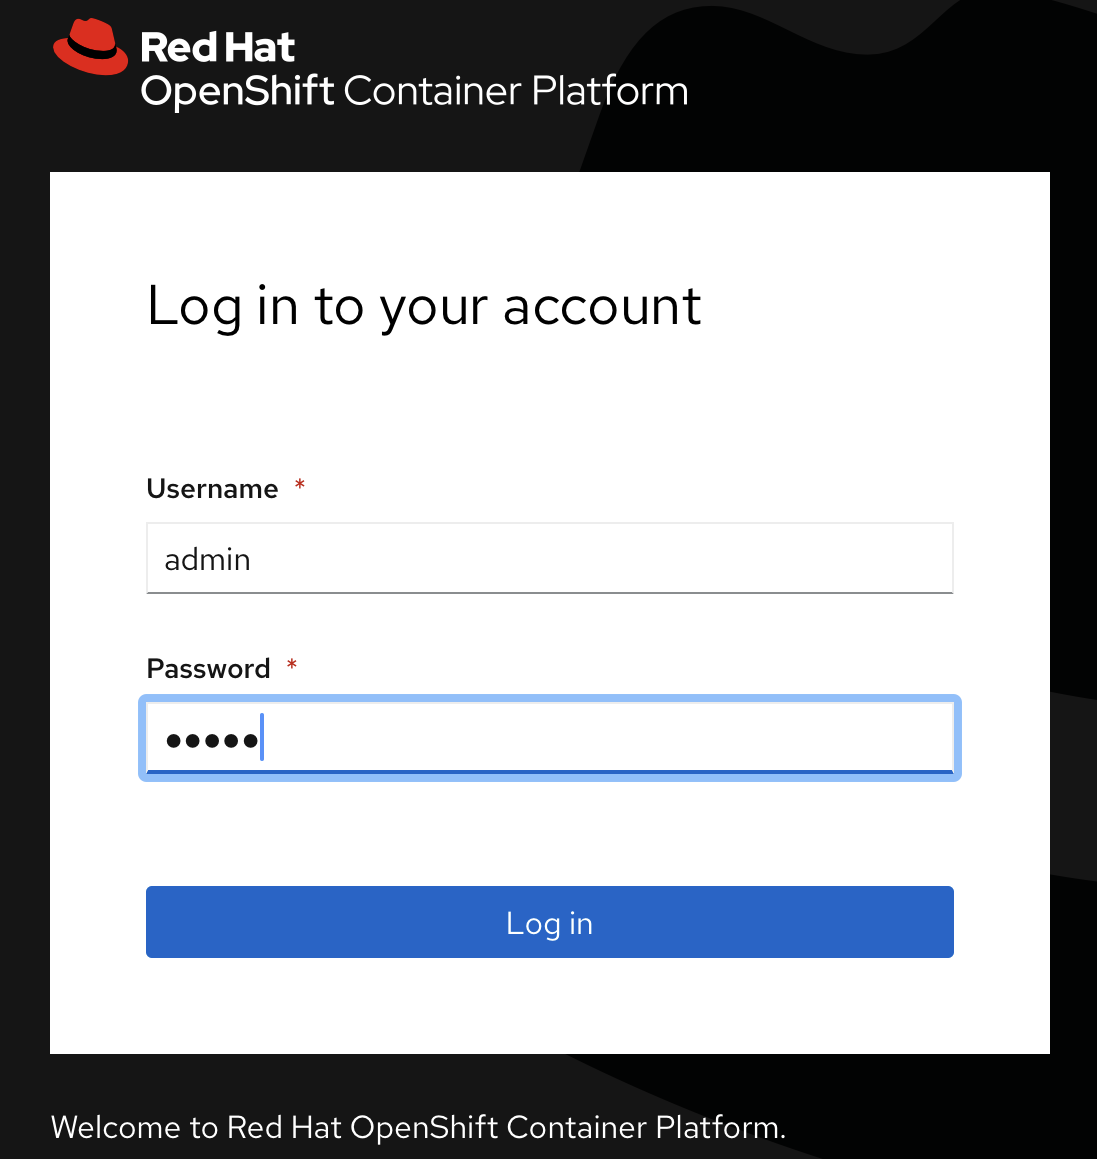 Red Hat
OpenShift Container Platform
Log in to your account
Username *
admin
Password *
•••••
Log in
Welcome to Red Hat OpenShift Container Platform.